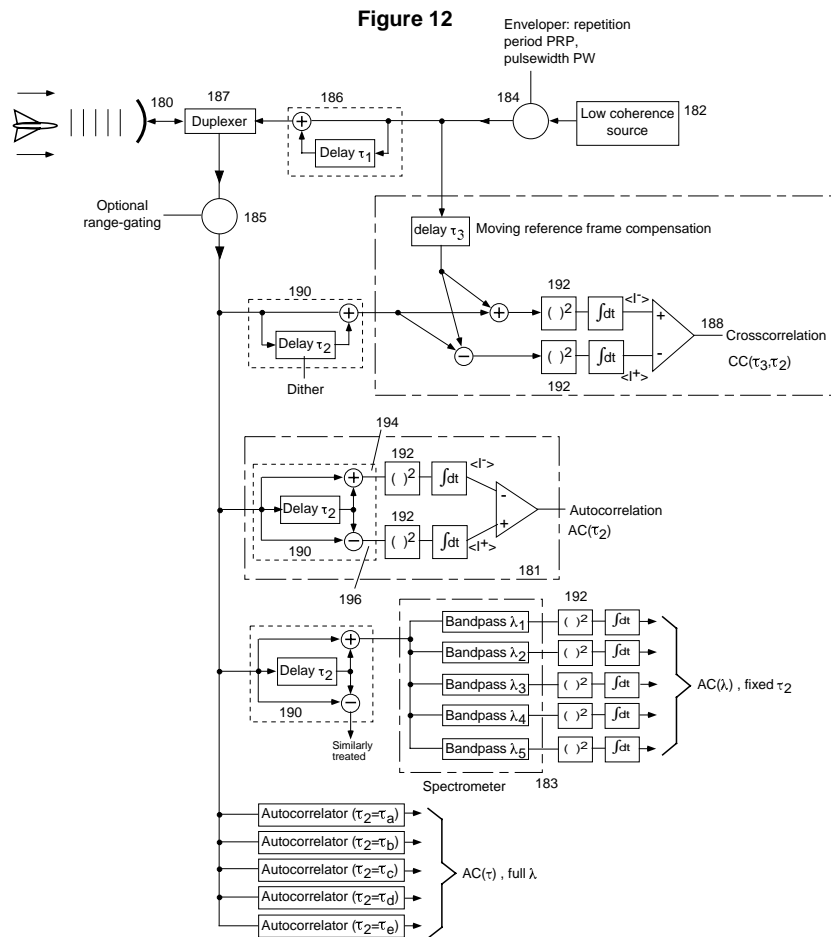 Figure 12
Enveloper: repetition
period PRP,
pulsewidth PW
180
187
186
184
182
Duplexer
+
Delay τ1
Low coherence
source
Optional
range-gating
185
delay τ3
Moving reference frame compensation
190
+
Delay τ2
Dither
192
+
( )2
∫dt
<I->
+
188
Crosscorrelation
−
( )2
∫dt
-
CC(τ3,τ2)
<I+>
192
194
192
<I->
+
( )2
∫dt
-
Delay τ2
192
Autocorrelation
AC(τ2)
−
( )2
∫dt
+
<I+>
190
181
196
192
Bandpass λ1
( )2
∫dt
+
Bandpass λ2
( )2
∫dt
Delay τ2
Bandpass λ3
( )2
∫dt
AC(λ) , fixed τ2
−
Bandpass λ4
( )2
∫dt
190
Similarly
treated
Bandpass λ5
( )2
∫dt
Spectrometer
183
Autocorrelator (τ2=τa)
Autocorrelator (τ2=τb)
Autocorrelator (τ2=τc)
AC(τ) , full λ
Autocorrelator (τ2=τd)
Autocorrelator (τ2=τe)